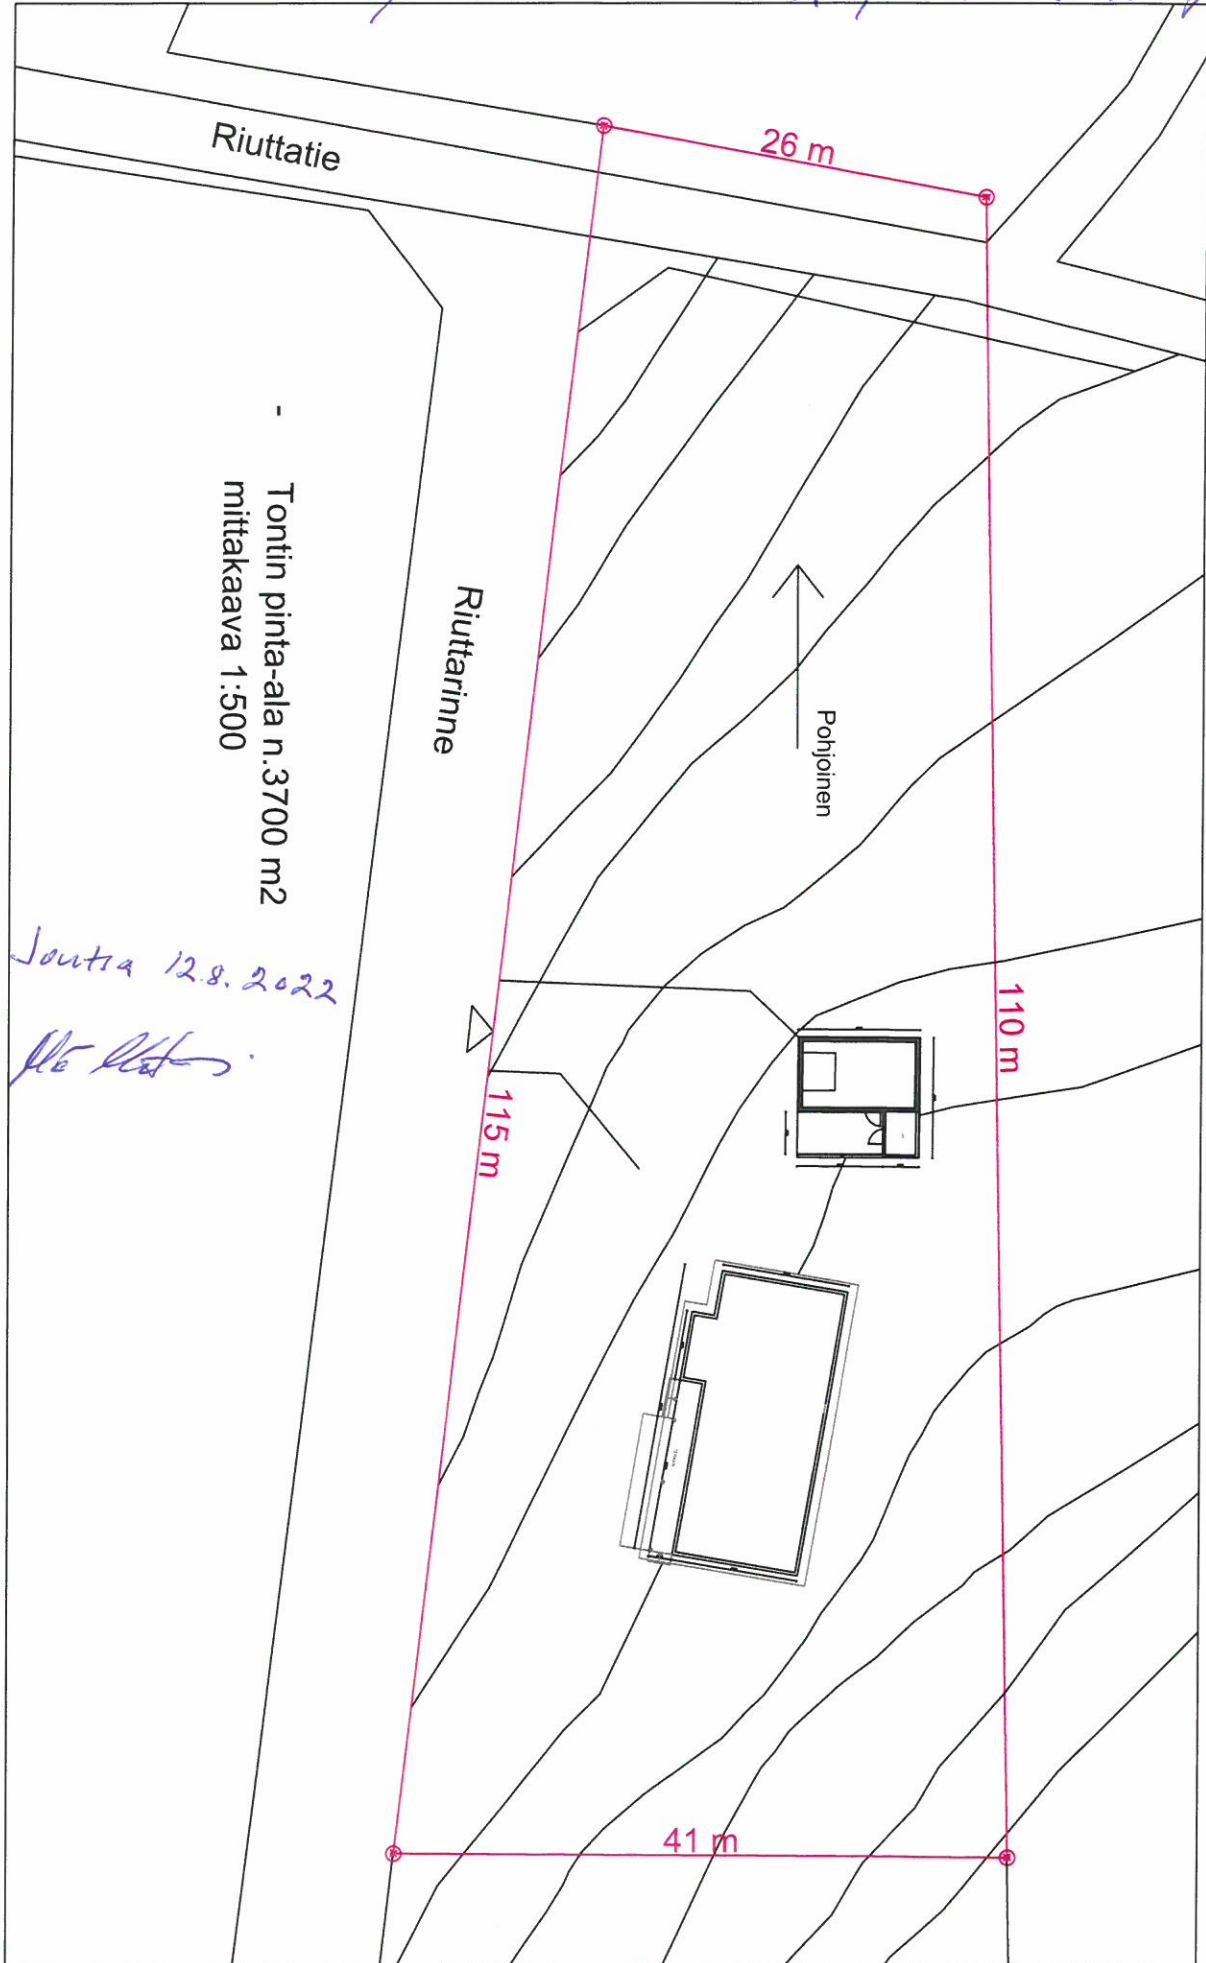 Riuttatie
26 m
Riuttarinne
Pohjoinen
- Tontin pinta-ala n.3700 m2
mittakaava 1:500
Joutsa 12.8.2022
110 m
115 m
41 m